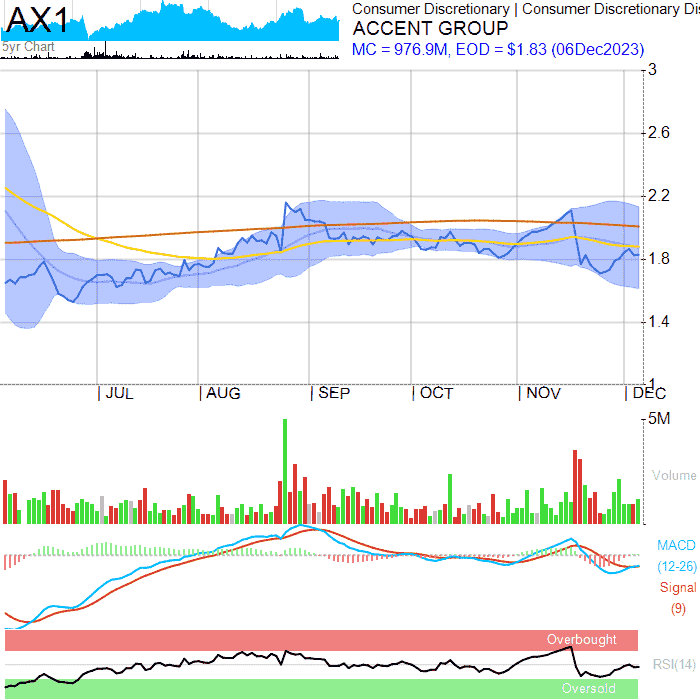 AX1
5yr Chart
Consumer Discretionary | Consumer Discretionary Dis
ACCENT GROUP
MC = 976.9M, EOD = $1.83 (06Dec2023)
3
2.6
2.2
1.8
1.4
1
JUL AUG SEP OCT NOV DEC
5M
Volume
MACD
(12-26)
Signal
(9)
Overbought
RSI(14)
Oversold